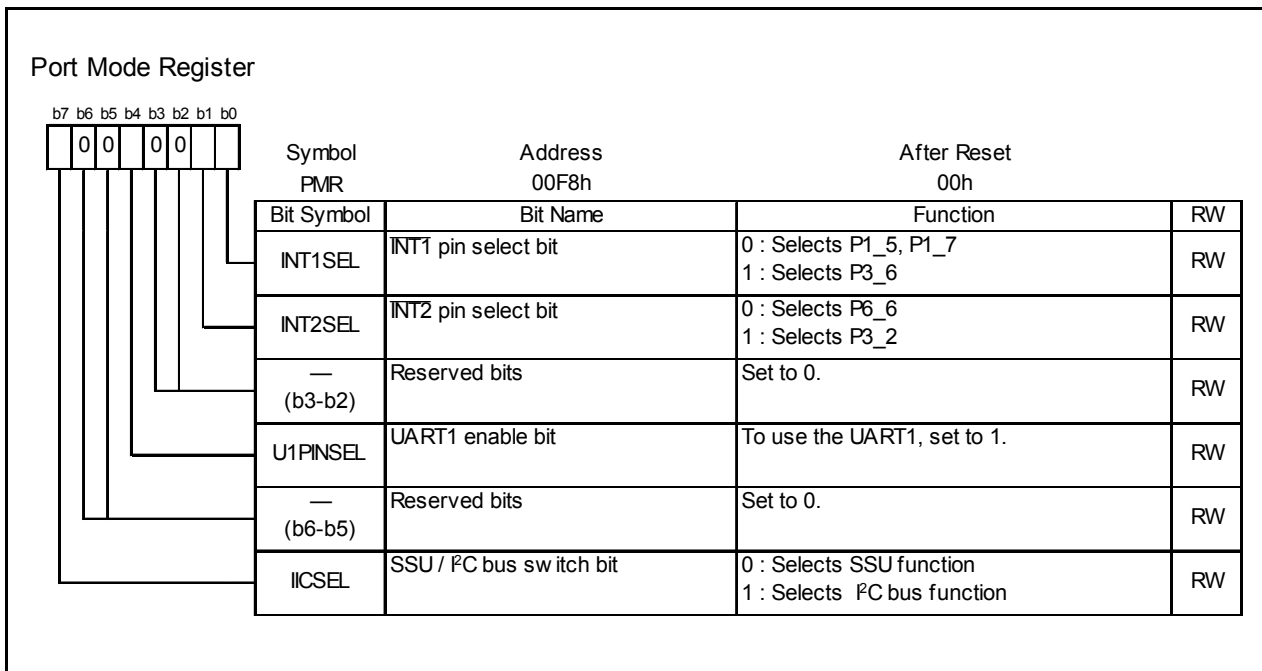 Port Mode Register
b7 b6 b5 b4 b3 b2 b1 b0
0 0 0 0
Symbol Address After Reset
PMR 00F8h 00h
Bit Symbol Bit Name Function RW
INT1SEL INT1 pin select bit 0 : Selects P1_5, P1_7 RW
1 : Selects P3_6
INT2SEL INT2 pin select bit 0 : Selects P6_6 RW
1 : Selects P3_2
— Reserved bits Set to 0. RW
(b3-b2)
U1PINSEL UART1 enable bit To use the UART1, set to 1. RW
— Reserved bits Set to 0. RW
(b6-b5)
IICSEL SSU / I²C bus switch bit 0 : Selects SSU function RW
1 : Selects I²C bus function